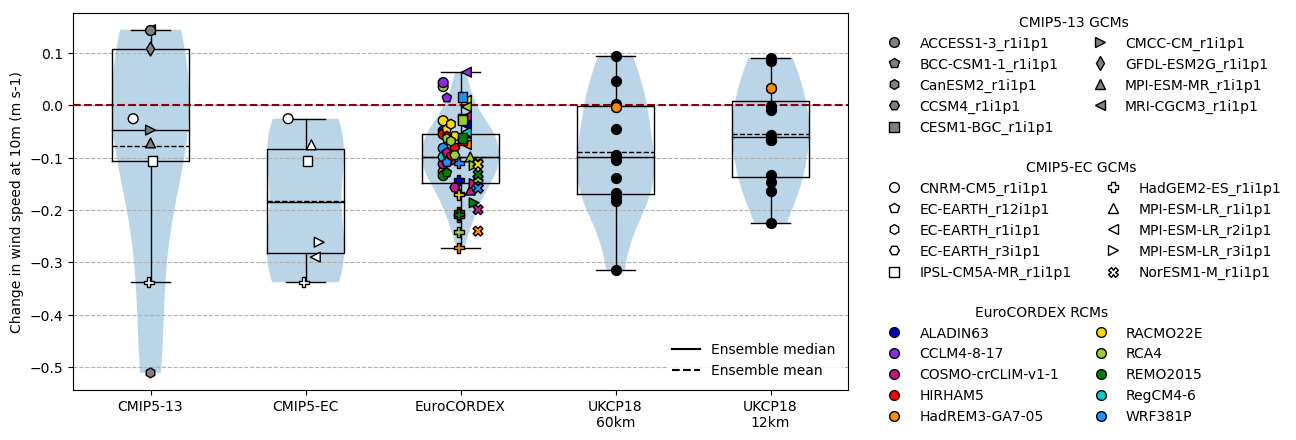 Change in wind speed at 10m (m s-1)
0.1
0.0
−0.1
−0.2
−0.3
−0.4
−0.5
CMIP5-13
CMIP5-EC
EuroCORDEX
UKCP18
60km
UKCP18
12km
Ensemble median
Ensemble mean
CMIP5-13 GCMs
ACCESS1-3_r1i1p1
BCC-CSM1-1_r1i1p1
CanESM2_r1i1p1
CCSM4_r1i1p1
CESM1-BGC_r1i1p1
CMCC-CM_r1i1p1
GFDL-ESM2G_r1i1p1
MPI-ESM-MR_r1i1p1
MRI-CGCM3_r1i1p1
CMIP5-EC GCMs
CNRM-CM5_r1i1p1
EC-EARTH_r12i1p1
EC-EARTH_r1i1p1
EC-EARTH_r3i1p1
IPSL-CM5A-MR_r1i1p1
HadGEM2-ES_r1i1p1
MPI-ESM-LR_r1i1p1
MPI-ESM-LR_r2i1p1
MPI-ESM-LR_r3i1p1
NorESM1-M_r1i1p1
EuroCORDEX RCMs
ALADIN63
CCLM4-8-17
COSMO-crCLIM-v1-1
HIRHAM5
HadREM3-GA7-05
RACMO22E
RCA4
REMO2015
RegCM4-6
WRF381P